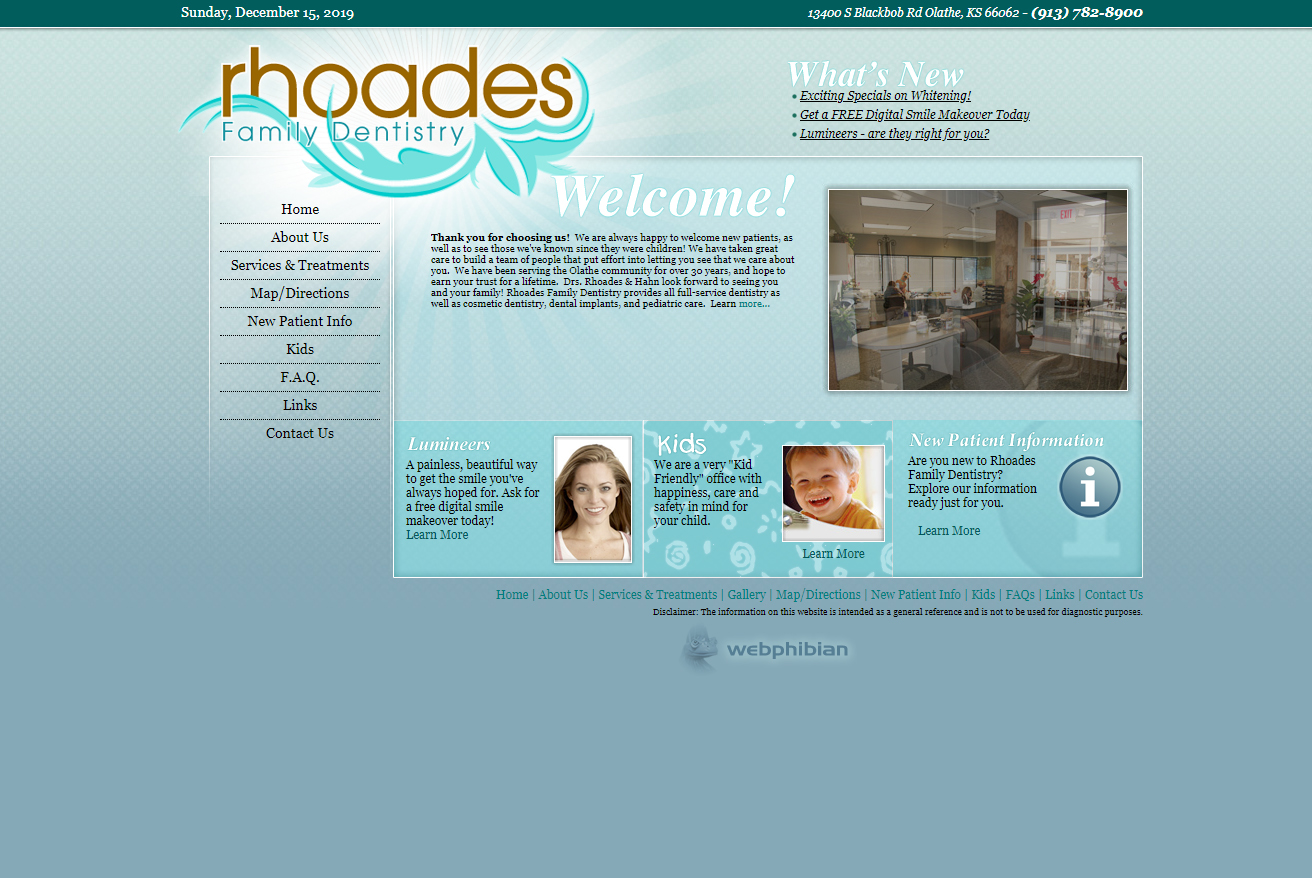 Sunday, December 15, 2019
13400 S Blackbob Rd Olathe, KS 66062 - (913) 782-8900
rhoades
Family Dentistry
What's New
Exciting Specials on Whitening!
Get a FREE Digital Smile Makeover Today
Lumineers - are they right for you?
Home
About Us
Services & Treatments
Map/Directions
New Patient Info
Kids
F.A.Q.
Links
Contact Us
Welcome!
Thank you for choosing us! We are always happy to welcome new patients, as
well as to see those we've known since they were children! We have taken great
care to build a team of people that put effort into letting you see that we care about
you. We have been serving the Olathe community for over 30 years, and hope to
earn your trust for a lifetime. Drs. Rhoades & Hahn look forward to seeing you
and your family! Rhoades Family Dentistry provides all full-service dentistry as
well as cosmetic dentistry, dental implants, and pediatric care. Learn more...
EXIT
Lumineers
A painless, beautiful way
to get the smile you've
always hoped for. Ask for
a free digital smile
makeover today!
Learn More
Kids
We are a very "Kid
Friendly" office with
happiness, care and
safety in mind for
your child.
Learn More
New Patient Information
Are you new to Rhoades
Family Dentistry?
Explore our information
ready just for you.
Learn More
i
Home | About Us | Services & Treatments | Gallery | Map/Directions | New Patient Info | Kids | FAQs | Links | Contact Us
Disclaimer: The information on this website is intended as a general reference and is not to be used for diagnostic purposes.
webphibian